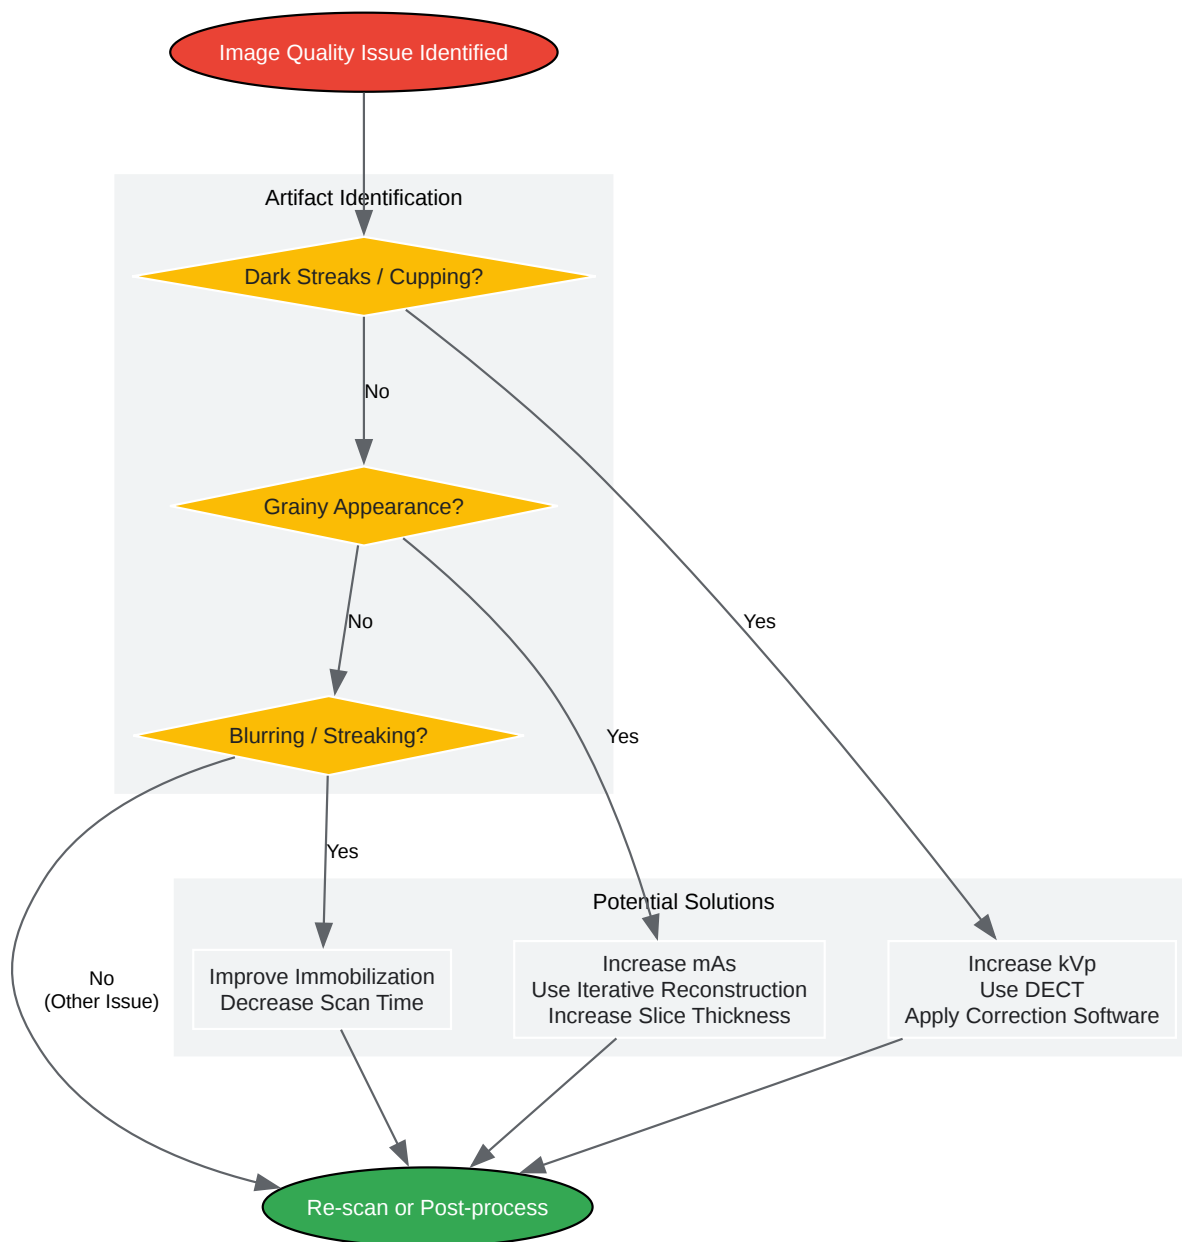 Image Quality Issue Identified
Artifact Identification
Dark Streaks / Cupping?
No
Grainy Appearance?
No
Yes
Blurring / Streaking?
Yes
Yes
Potential Solutions
No
(Other Issue)
Improve Immobilization
Decrease Scan Time
Increase mAs
Use Iterative Reconstruction
Increase Slice Thickness
Increase kVp
Use DECT
Apply Correction Software
Re-scan or Post-process